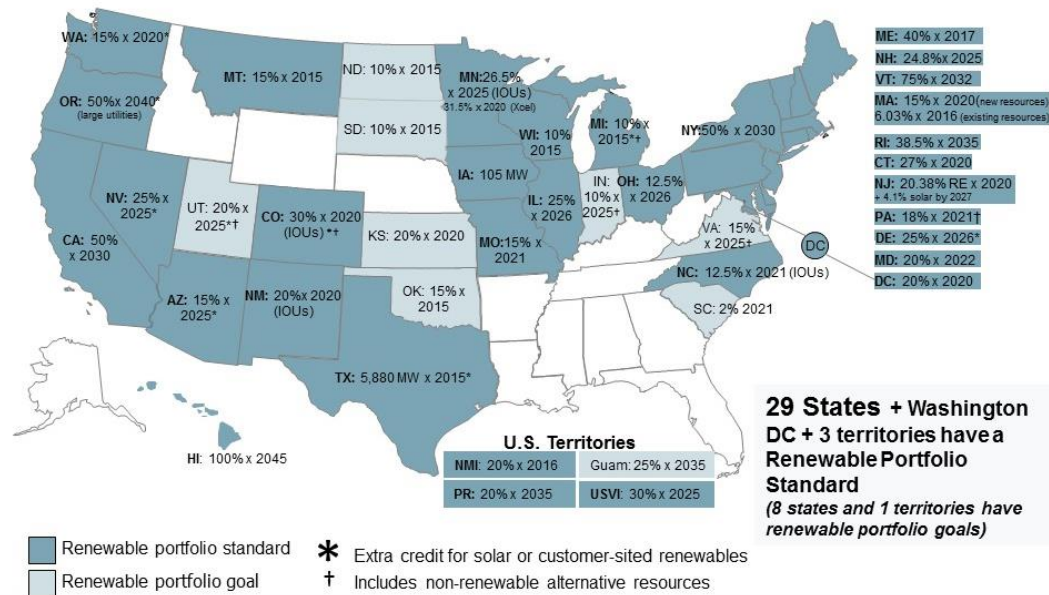 WA: 15% x 2020*
OR: 50%x 2040*
(large utilities)
MT: 15% x 2015
ND: 10% x 2015
SD: 10% x 2015
MN:26.5%
x 2025 (IOUs)
31.5% x 2020 (Xcel)
WI: 10%
2015
MI: 10%x
2015*†
NY:50% x 2030
IA: 105 MW
NV: 25% x
2025*
UT: 20% x
2025*†
CO: 30% x 2020
(IOUs) *†
KS: 20% x 2020
MO:15% x
2021
IL: 25% x
2026
IN:
10% x
2025†
OH: 12.5%
x 2026
VA: 15%
x 2025†
DC
CA: 50%
x 2030
AZ: 15% x
2025*
NM: 20%x 2020
(IOUs)
OK: 15% x
2015
NC: 12.5% x 2021 (IOUs)
SC: 2% 2021
TX: 5,880 MW x 2015*
HI: 100% x 2045
ME: 40% x 2017
NH: 24.8%x 2025
VT: 75% x 2032
MA: 15% x 2020(new resources)
6.03% x 2016 (existing resources)
RI: 38.5% x 2035
CT: 27% x 2020
NJ: 20.38% RE x 2020
+ 4.1% solar by 2027
PA: 18% x 2021†
DE: 25% x 2026*
MD: 20% x 2022
DC: 20% x 2020
U.S. Territories
NMI: 20% x 2016
Guam: 25% x 2035
PR: 20% x 2035
USVI: 30% x 2025
29 States + Washington
DC + 3 territories have a
Renewable Portfolio
Standard
(8 states and 1 territories have
renewable portfolio goals)
Renewable portfolio standard
* Extra credit for solar or customer-sited renewables
Renewable portfolio goal
† Includes non-renewable alternative resources